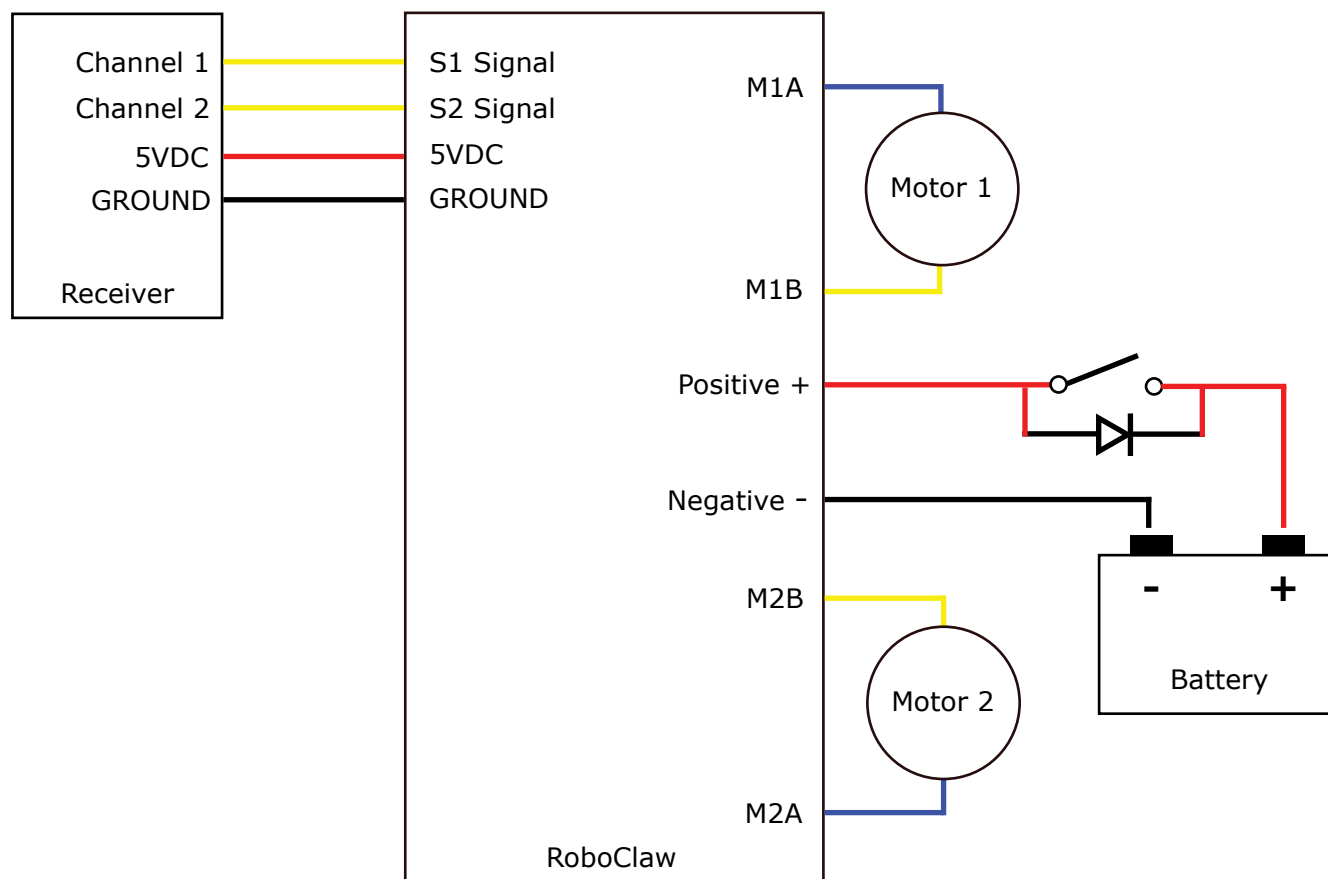 Channel 1
Channel 2
5VDC
GROUND
Receiver
S1 Signal
S2 Signal
5VDC
GROUND
M1A
M1B
Positive +
Negative -
M2B
M2A
RoboClaw
Motor 1
Motor 2
- +
Battery